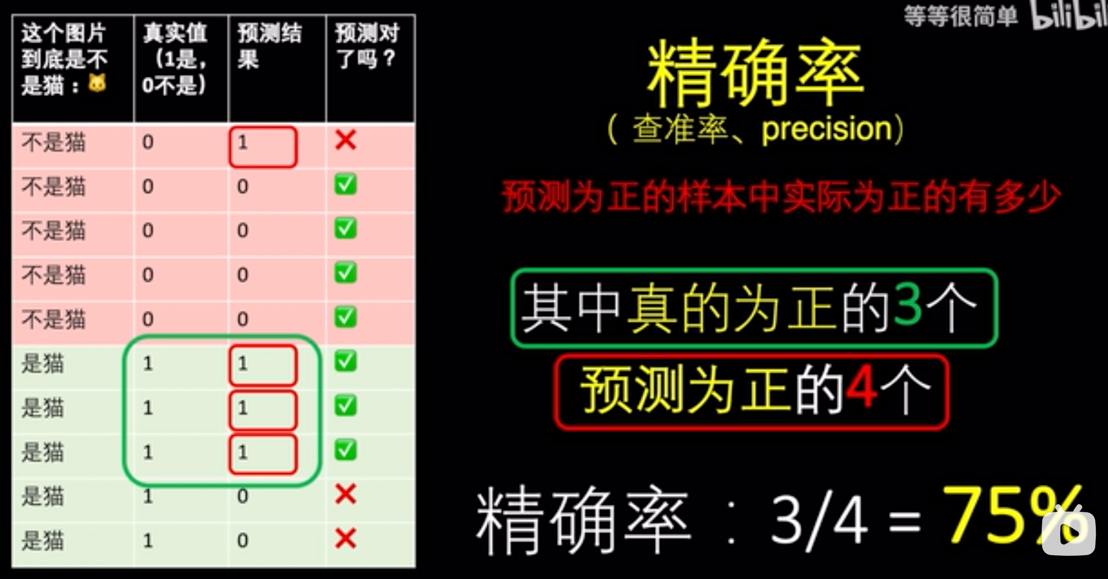 等等很简单 bilibili
这个图片到底是不是猫：🐱 真实值（1是，0不是） 预测结果 预测对了吗？
不是猫 0 1 ❌
不是猫 0 0 ✅
不是猫 0 0 ✅
不是猫 0 0 ✅
不是猫 0 0 ✅
是猫 1 1 ✅
是猫 1 1 ✅
是猫 1 1 ✅
是猫 1 0 ❌
是猫 1 0 ❌
精确率
（ 查准率、precision）
预测为正的样本中实际为正的有多少
其中真的为正的3个
预测为正的4个
精确率 ：3/4 = 75%